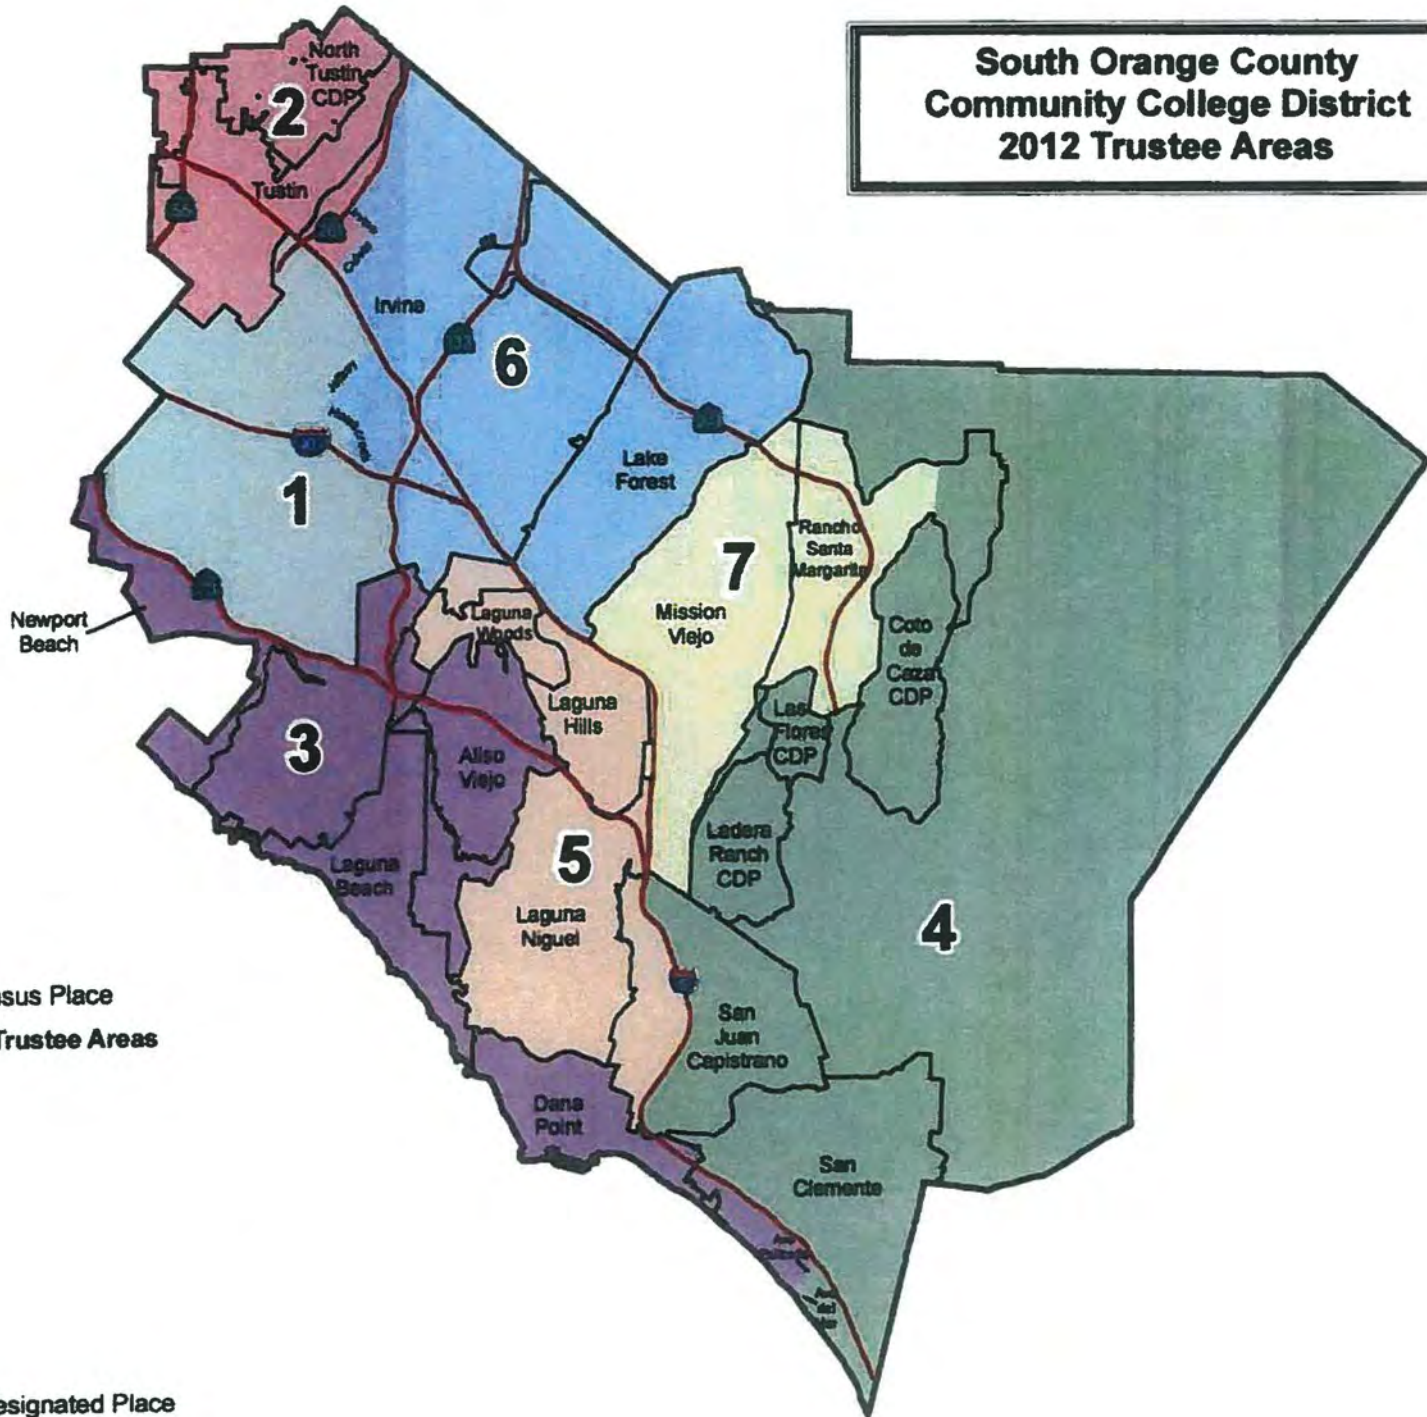 South Orange County
Community College District
2012 Trustee Areas
North
Tustin
CDP
2
Tustin
Irvine
6
1
Lake
Forest
7
Rancho
Santa
Margarita
Mission
Viejo
Newport
Beach
Laguna
Woods
Coto
de
Caza
CDP
Laguna
Hills
Las
Flores
CDP
3
Aliso
Viejo
Ladera
Ranch
CDP
5
Laguna
Beach
Laguna
Niguel
4
sus Place
Trustee Areas
San
Juan
Capistrano
Dana
Point
San
Clemente
esignated Place